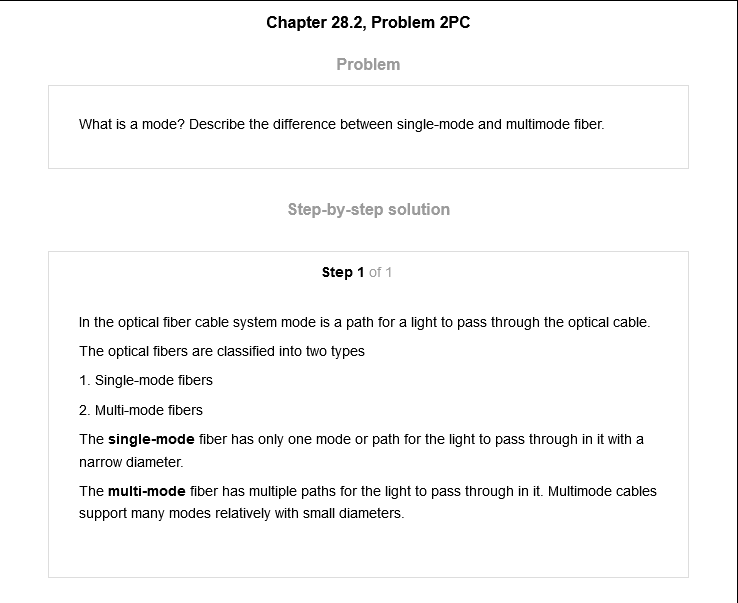 Chapter 28.2, Problem 2PC
Problem
What is a mode? Describe the difference between single-mode and multimode fiber.
Step-by-step solution
Step 1 of 1
In the optical fiber cable system mode is a path for a light to pass through the optical cable.
The optical fibers are classified into two types
1. Single-mode fibers
2. Multi-mode fibers
The single-mode fiber has only one mode or path for the light to pass through in it with a
narrow diameter.
The multi-mode fiber has multiple paths for the light to pass through in it. Multimode cables
support many modes relatively with small diameters.